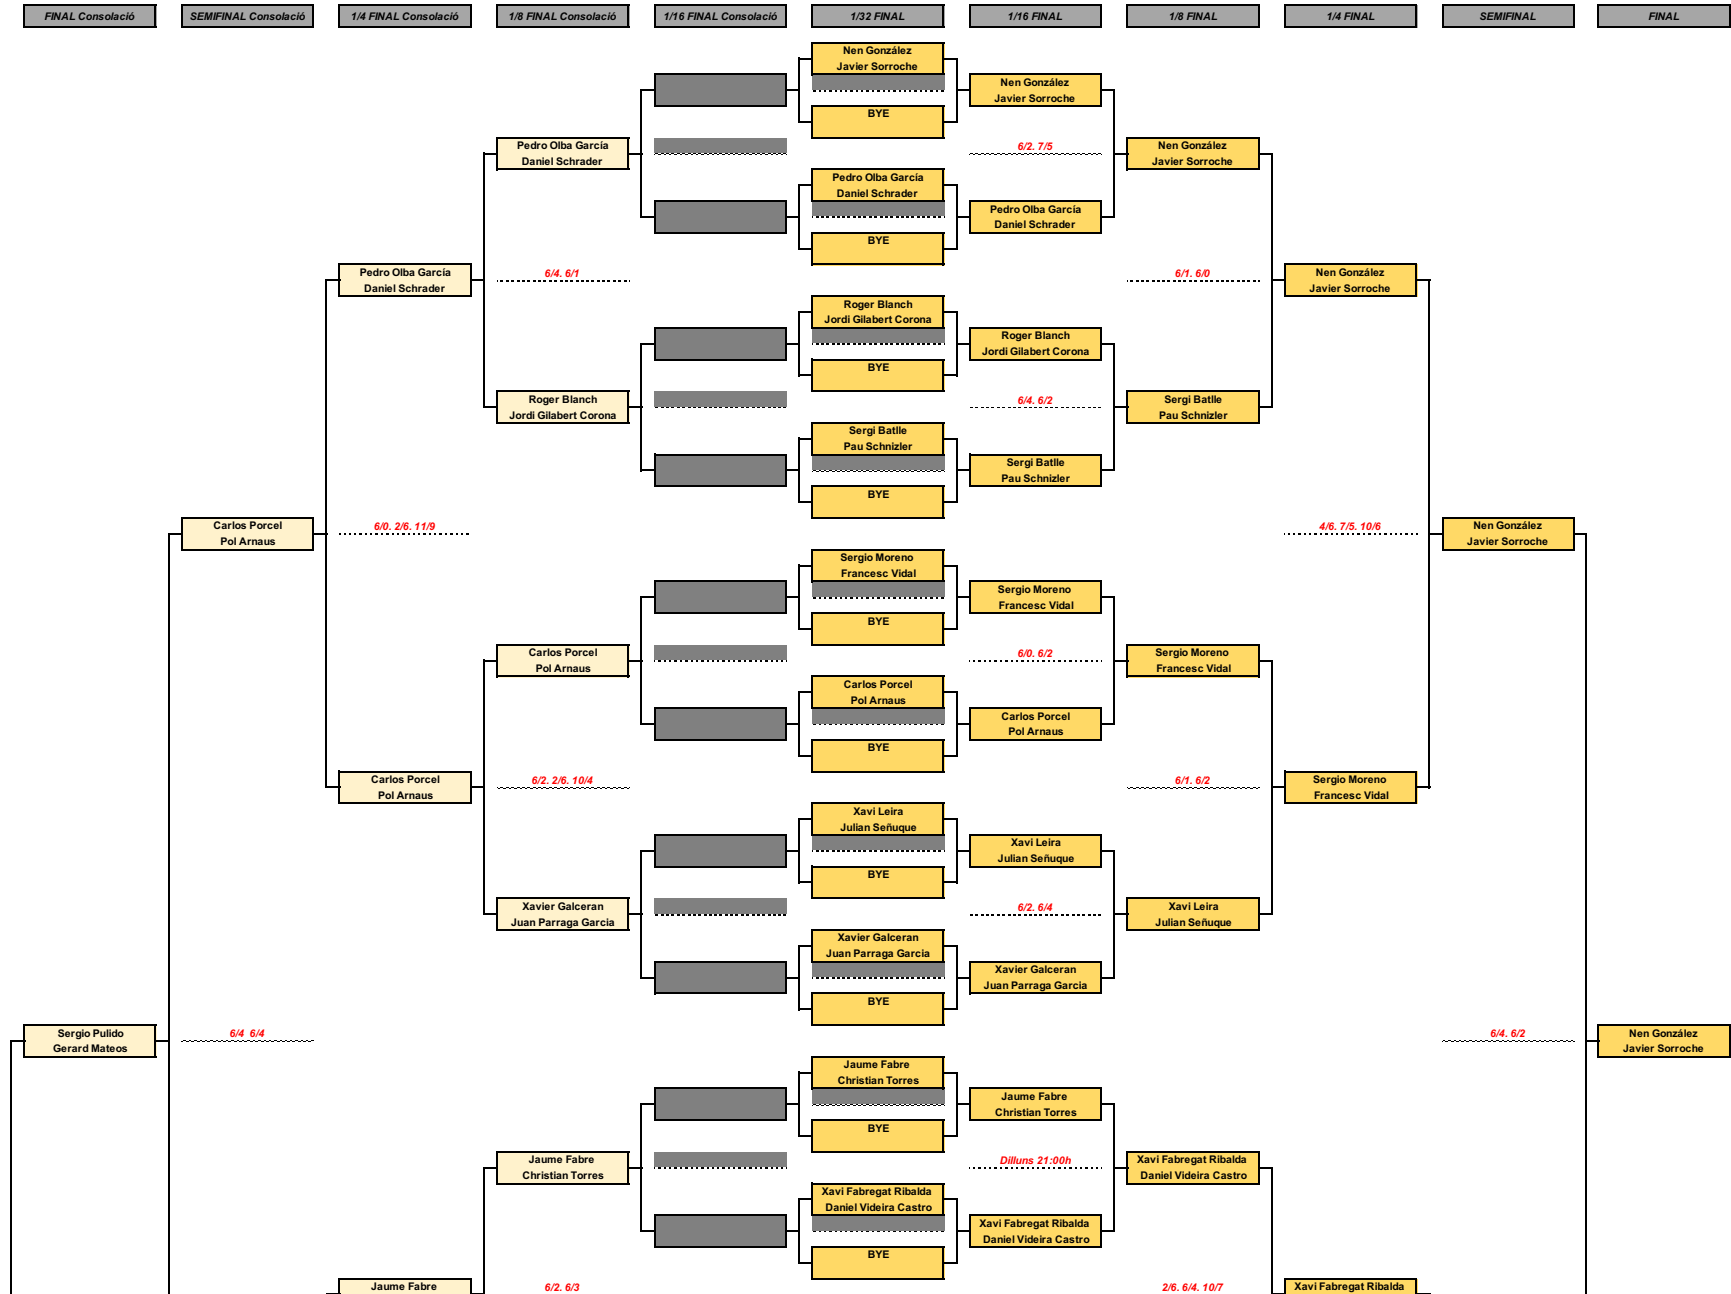 FINAL Consolació
SEMIFINAL Consolació
1/4 FINAL Consolació
1/8 FINAL Consolació
1/16 FINAL Consolació
1/32 FINAL
1/16 FINAL
1/8 FINAL
1/4 FINAL
SEMIFINAL
FINAL
Nen González
Javier Sorroche
Nen González
Javier Sorroche
BYE
Pedro Olba García
Daniel Schrader
6/2. 7/5
Nen González
Javier Sorroche
Pedro Olba García
Daniel Schrader
Pedro Olba García
Daniel Schrader
BYE
Pedro Olba García
Daniel Schrader
6/4. 6/1
6/1. 6/0
Nen González
Javier Sorroche
Roger Blanch
Jordi Gilabert Corona
Roger Blanch
Jordi Gilabert Corona
BYE
Roger Blanch
Jordi Gilabert Corona
6/4. 6/2
Sergi Batlle
Pau Schnizler
Sergi Batlle
Pau Schnizler
Sergi Batlle
Pau Schnizler
BYE
Carlos Porcel
Pol Arnaus
6/0. 2/6. 11/9
4/6. 7/5. 10/6
Nen González
Javier Sorroche
Sergio Moreno
Francesc Vidal
Sergio Moreno
Francesc Vidal
BYE
Carlos Porcel
Pol Arnaus
6/0. 6/2
Sergio Moreno
Francesc Vidal
Carlos Porcel
Pol Arnaus
Carlos Porcel
Pol Arnaus
BYE
Carlos Porcel
Pol Arnaus
6/2. 2/6. 10/4
6/1. 6/2
Sergio Moreno
Francesc Vidal
Xavi Leira
Julian Señuque
Xavi Leira
Julian Señuque
BYE
Xavier Galceran
Juan Parraga Garcia
6/2. 6/4
Xavi Leira
Julian Señuque
Xavier Galceran
Juan Parraga Garcia
Xavier Galceran
Juan Parraga Garcia
BYE
Sergio Pulido
Gerard Mateos
6/4 6/4
6/4. 6/2
Nen González
Javier Sorroche
Jaume Fabre
Christian Torres
Jaume Fabre
Christian Torres
BYE
Jaume Fabre
Christian Torres
Dilluns 21:00h
Xavi Fabregat Ribalda
Daniel Videira Castro
Xavi Fabregat Ribalda
Daniel Videira Castro
Xavi Fabregat Ribalda
Daniel Videira Castro
BYE
Jaume Fabre
6/2. 6/3
2/6. 6/4. 10/7
Xavi Fabregat Ribalda